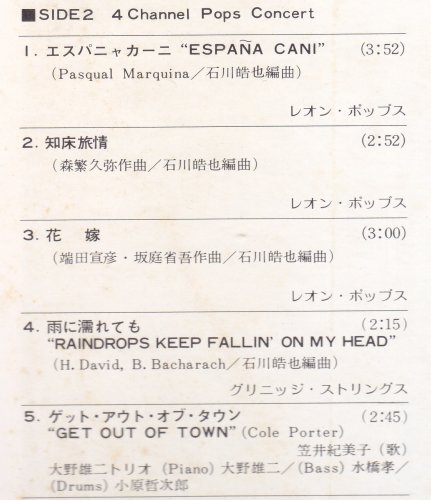 ■SIDE2　4 Channel Pops Concert
1. エスパニャカーニ “ESPAÑA CANI” (3:52)
(Pasqual Marquina／石川皓也編曲)
レオン・ポップス
2. 知床旅情 (2:52)
(森繁久弥作曲／石川皓也編曲)
レオン・ポップス
3. 花　嫁 (3:00)
(端田宣彦・坂庭省吾作曲／石川皓也編曲)
レオン・ポップス
4. 雨に濡れても (2:15)
“RAINDROPS KEEP FALLIN' ON MY HEAD”
(H. David, B. Bacharach／石川皓也編曲)
グリニッジ・ストリングス
5. ゲット・アウト・オブ・タウン (2:45)
“GET OUT OF TOWN” (Cole Porter)
笠井紀美子 (歌)
大野雄二トリオ (Piano) 大野雄二／(Bass) 水橋孝／
(Drums) 小原哲次郎